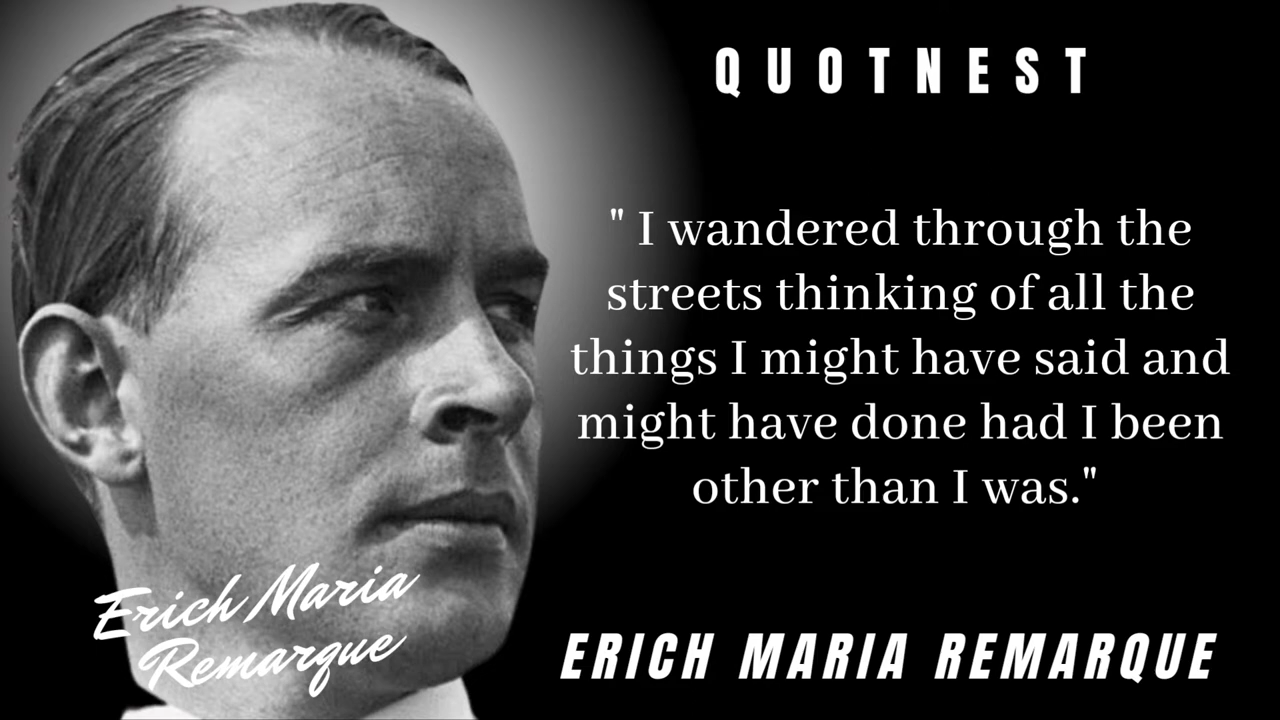 QUOTNEST
" I wandered through the
streets thinking of all the
things I might have said and
might have done had I been
other than I was."
Erich Maria
Remarque
ERICH MARIA REMARQUE